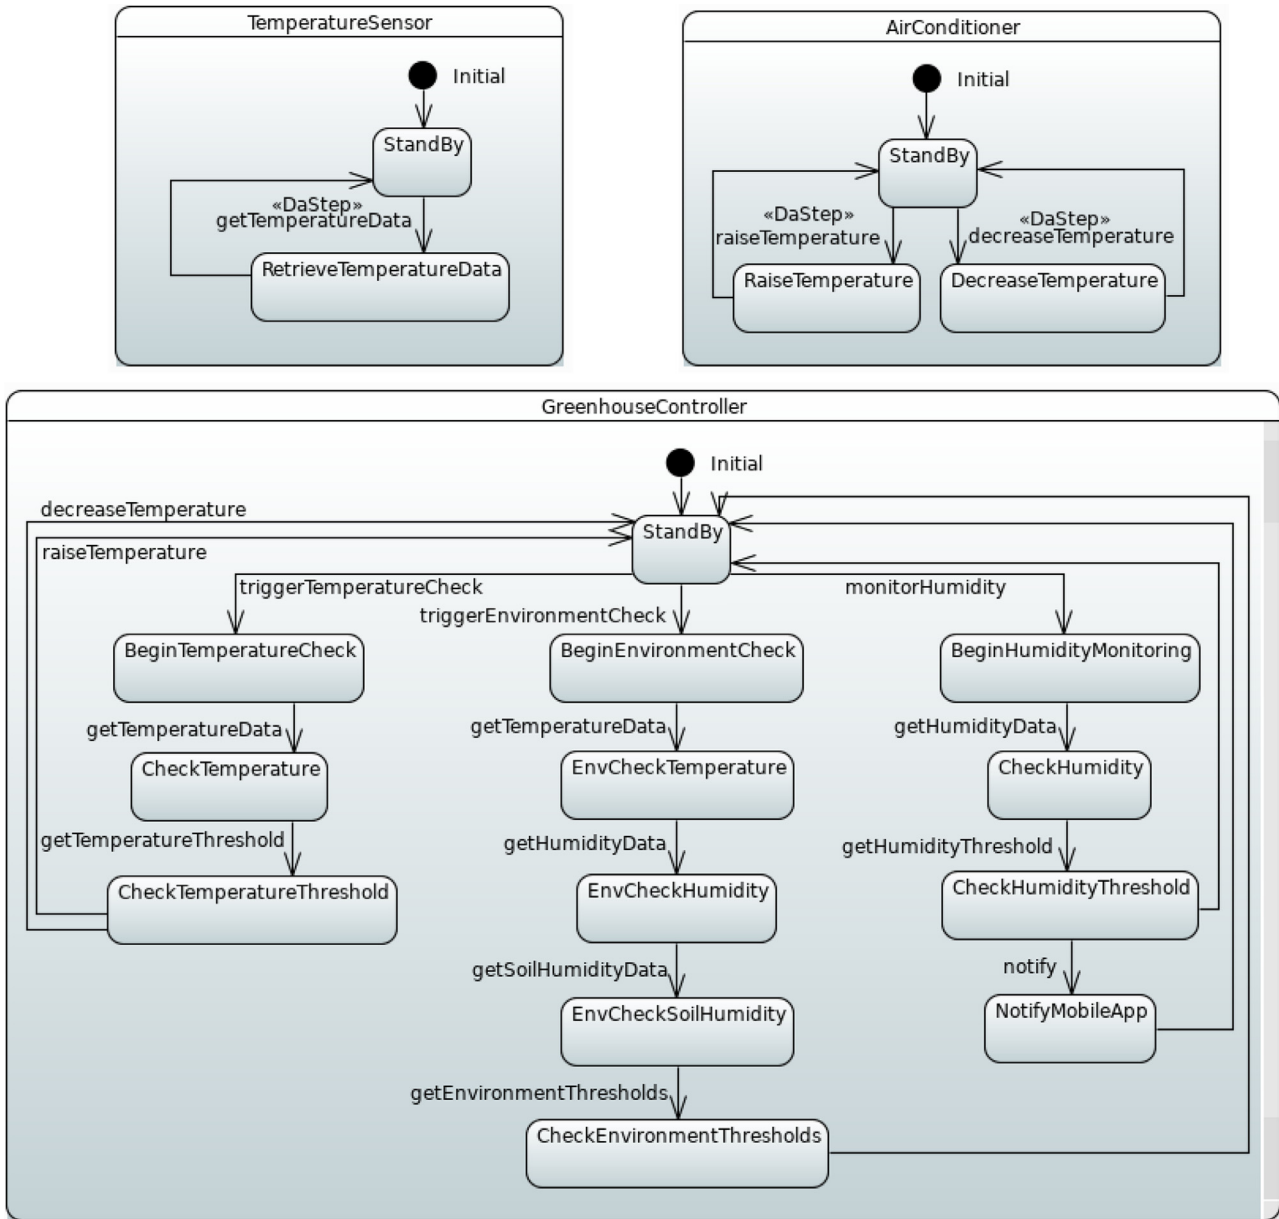 TemperatureSensor
Initial
StandBy
«DaStep»
getTemperatureData
RetrieveTemperatureData
AirConditioner
Initial
StandBy
«DaStep»
raiseTemperature
«DaStep»
decreaseTemperature
RaiseTemperature
DecreaseTemperature
GreenhouseController
Initial
decreaseTemperature
StandBy
raiseTemperature
triggerTemperatureCheck
triggerEnvironmentCheck
monitorHumidity
BeginTemperatureCheck
BeginEnvironmentCheck
BeginHumidityMonitoring
getTemperatureData
getTemperatureData
getHumidityData
CheckTemperature
EnvCheckTemperature
CheckHumidity
getTemperatureThreshold
getHumidityData
getHumidityThreshold
CheckTemperatureThreshold
EnvCheckHumidity
CheckHumidityThreshold
getSoilHumidityData
notify
EnvCheckSoilHumidity
NotifyMobileApp
getEnvironmentThresholds
CheckEnvironmentThresholds